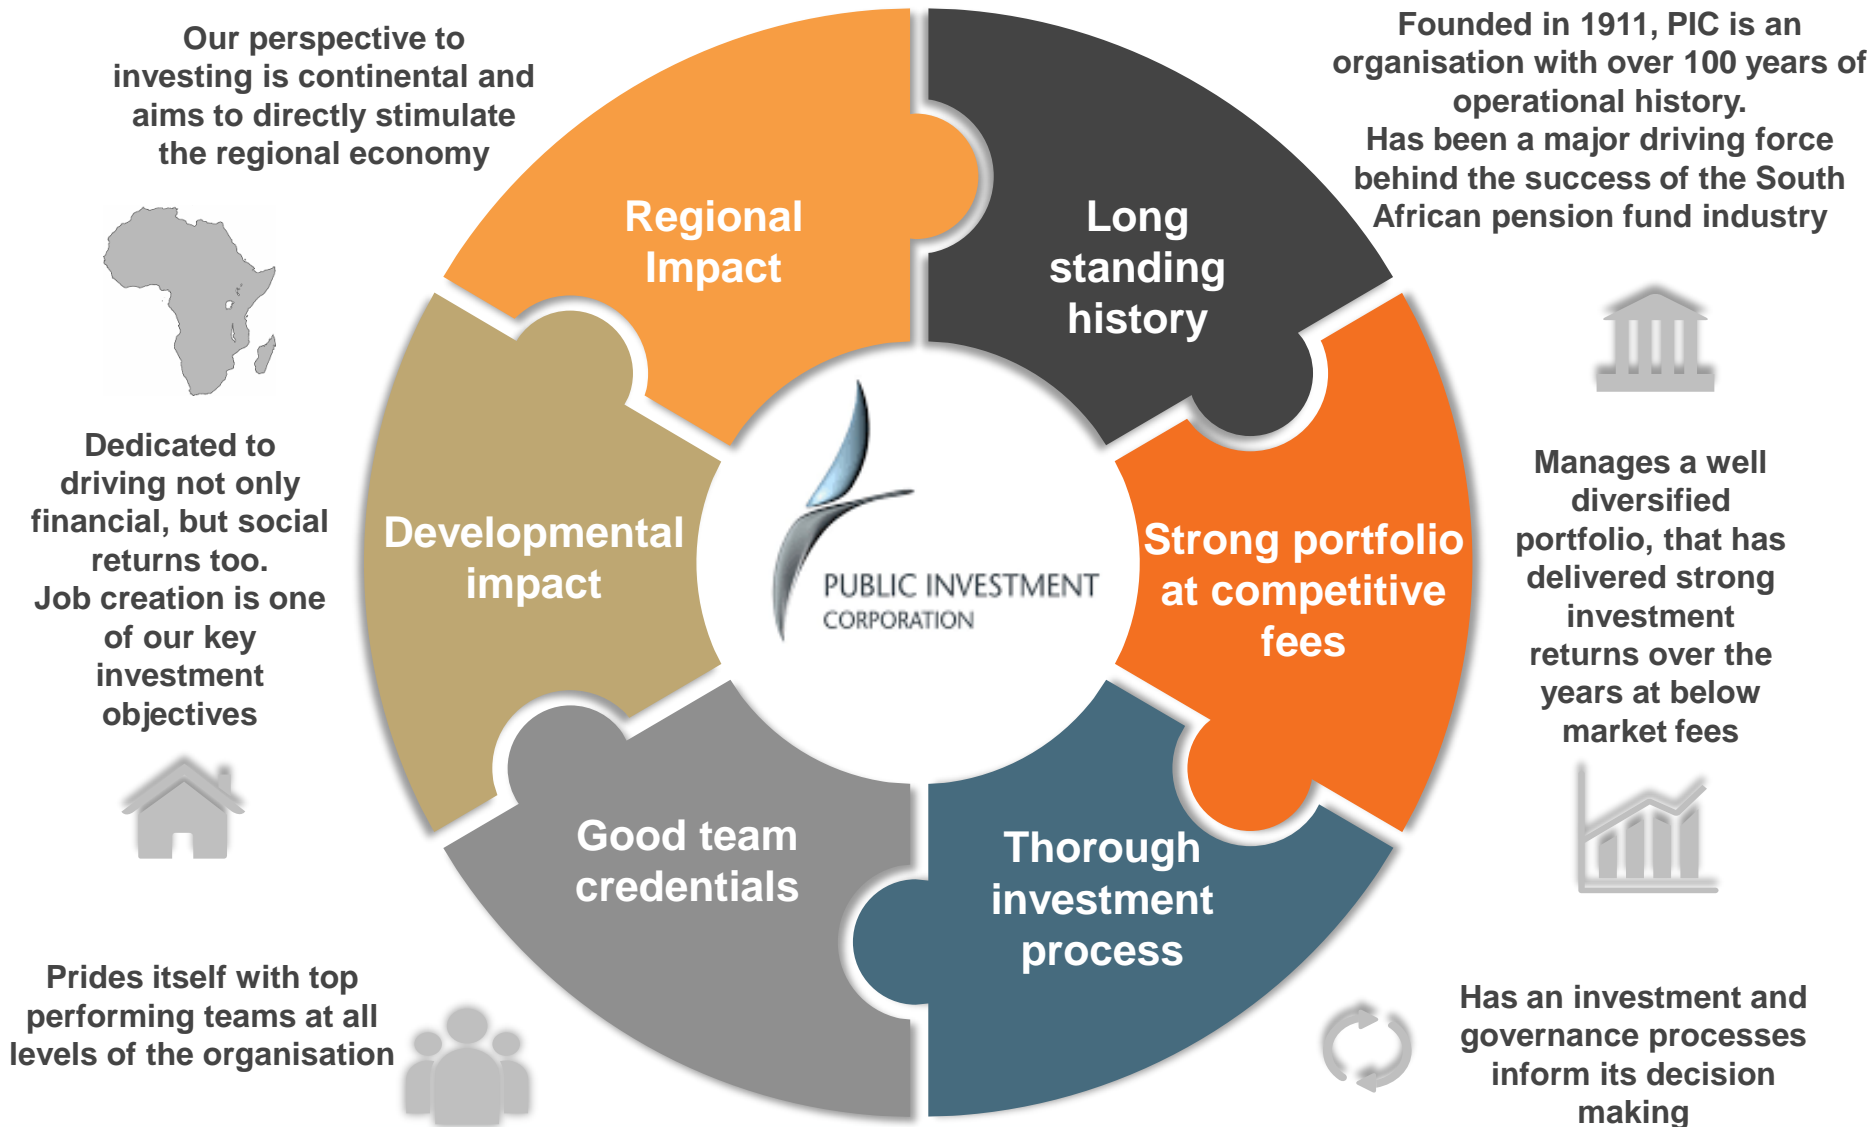 Our perspective to
investing is continental and
aims to directly stimulate
the regional economy
Founded in 1911, PIC is an
organisation with over 100 years of
operational history.
Has been a major driving force
behind the success of the South
African pension fund industry
Regional
Impact
Long
standing
history
Dedicated to
driving not only
financial, but social
returns too.
Job creation is one
of our key
investment
objectives
Developmental
impact
PUBLIC INVESTMENT
CORPORATION
Strong portfolio
at competitive
fees
Manages a well
diversified
portfolio, that has
delivered strong
investment
returns over the
years at below
market fees
Good team
credentials
Thorough
investment
process
Prides itself with top
performing teams at all
levels of the organisation
Has an investment and
governance processes
inform its decision
making